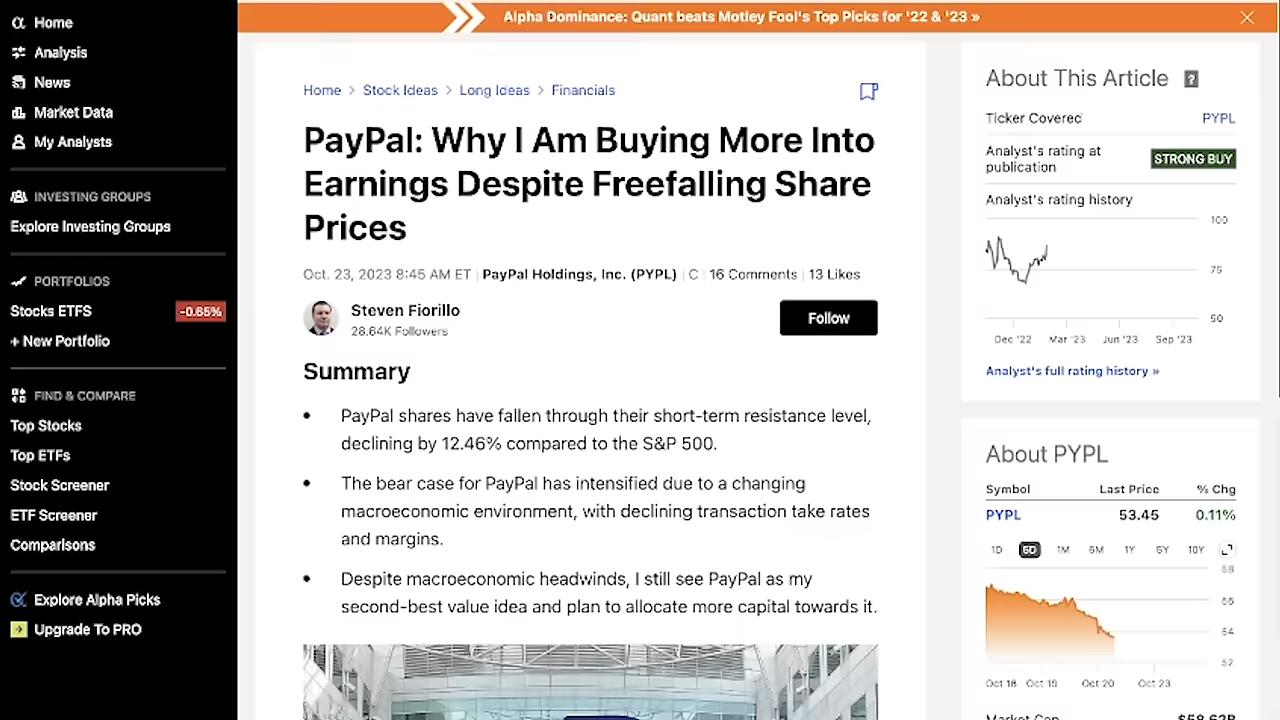 Home
Analysis
News
Market Data
My Analysts
INVESTING GROUPS
Explore Investing Groups
PORTFOLIOS
Stocks ETFS -0.65%
+ New Portfolio
FIND & COMPARE
Top Stocks
Top ETFs
Stock Screener
ETF Screener
Comparisons
Explore Alpha Picks
Upgrade To PRO
Alpha Dominance: Quant beats Motley Fool's Top Picks for '22 & '23 »
Home > Stock Ideas > Long Ideas > Financials
PayPal: Why I Am Buying More Into
Earnings Despite Freefalling Share
Prices
Oct. 23, 2023 8:45 AM ET | PayPal Holdings, Inc. (PYPL) | C | 16 Comments | 13 Likes
Steven Fiorillo
28.64K Followers
Follow
Summary
• PayPal shares have fallen through their short-term resistance level,
declining by 12.46% compared to the S&P 500.
• The bear case for PayPal has intensified due to a changing
macroeconomic environment, with declining transaction take rates
and margins.
• Despite macroeconomic headwinds, I still see PayPal as my
second-best value idea and plan to allocate more capital towards it.
About This Article ?
Ticker Covered PYPL
Analyst's rating at
publication
STRONG BUY
Analyst's rating history
100
75
50
Dec '22 Mar '23 Jun '23 Sep '23
Analyst's full rating history »
About PYPL
Symbol Last Price % Chg
PYPL 53.45 0.11%
1D 5D 1M 6M 1Y 5Y 10Y
58
56
54
52
Oct 18 Oct 19 Oct 20 Oct 23
Market Cap $58.62B